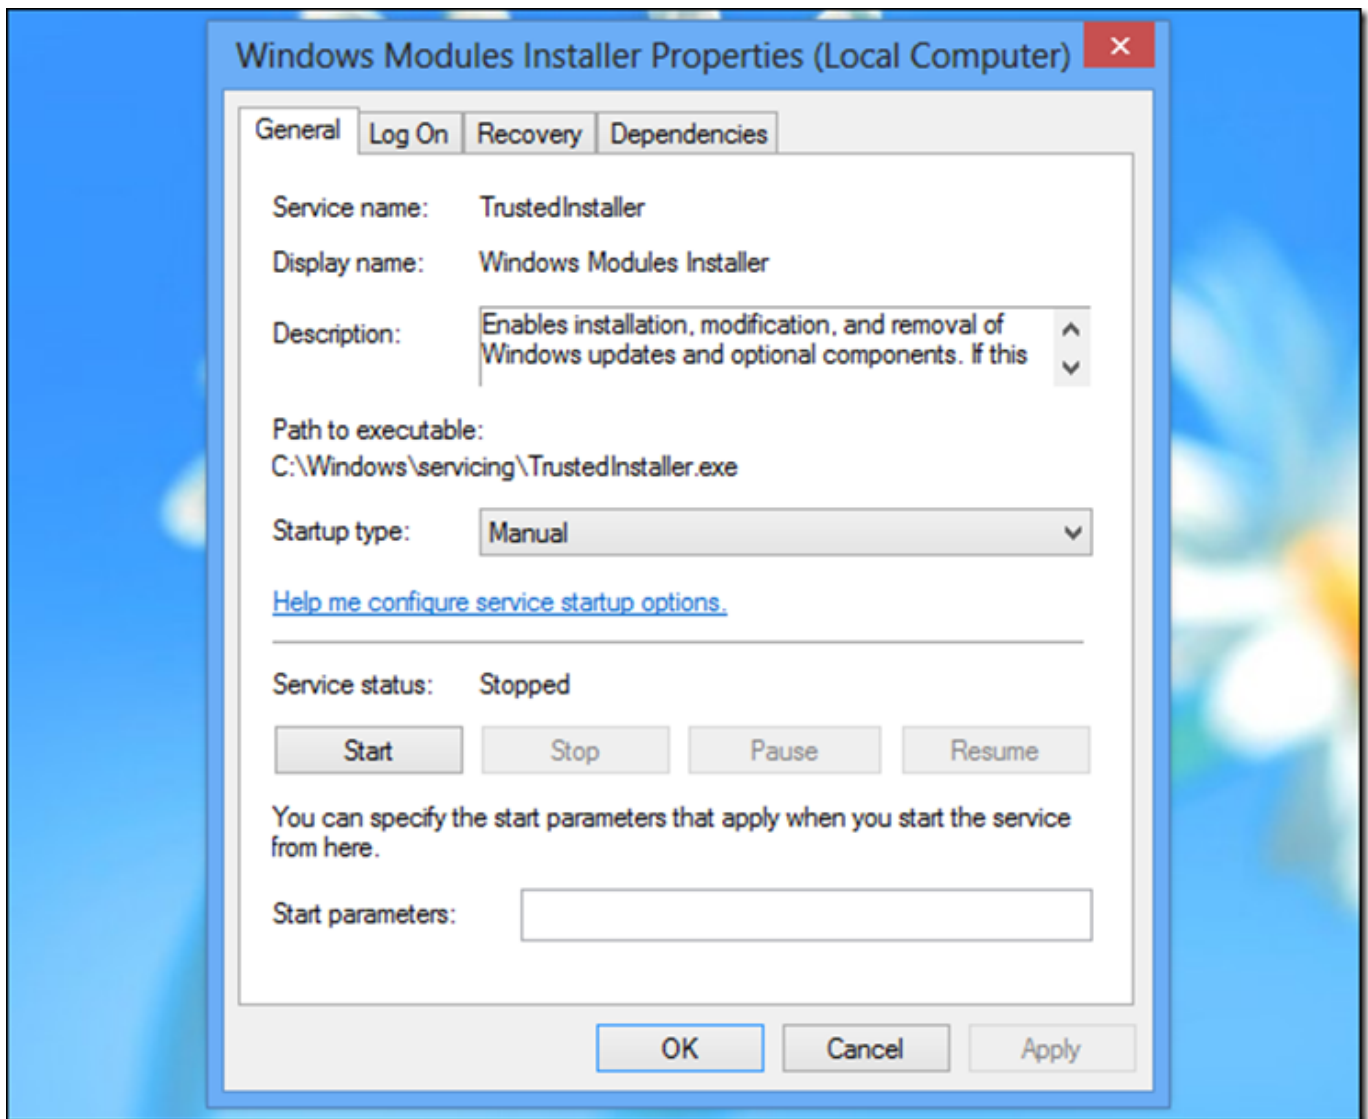 Windows Modules Installer Properties (Local Computer)
General Log On Recovery Dependencies
Service name: TrustedInstaller
Display name: Windows Modules Installer
Description: Enables installation, modification, and removal of
Windows updates and optional components. If this
Path to executable:
C:\Windows\servicing\TrustedInstaller.exe
Startup type: Manual
Help me configure service startup options.
Service status: Stopped
Start Stop Pause Resume
You can specify the start parameters that apply when you start the service
from here.
Start parameters:
OK Cancel Apply